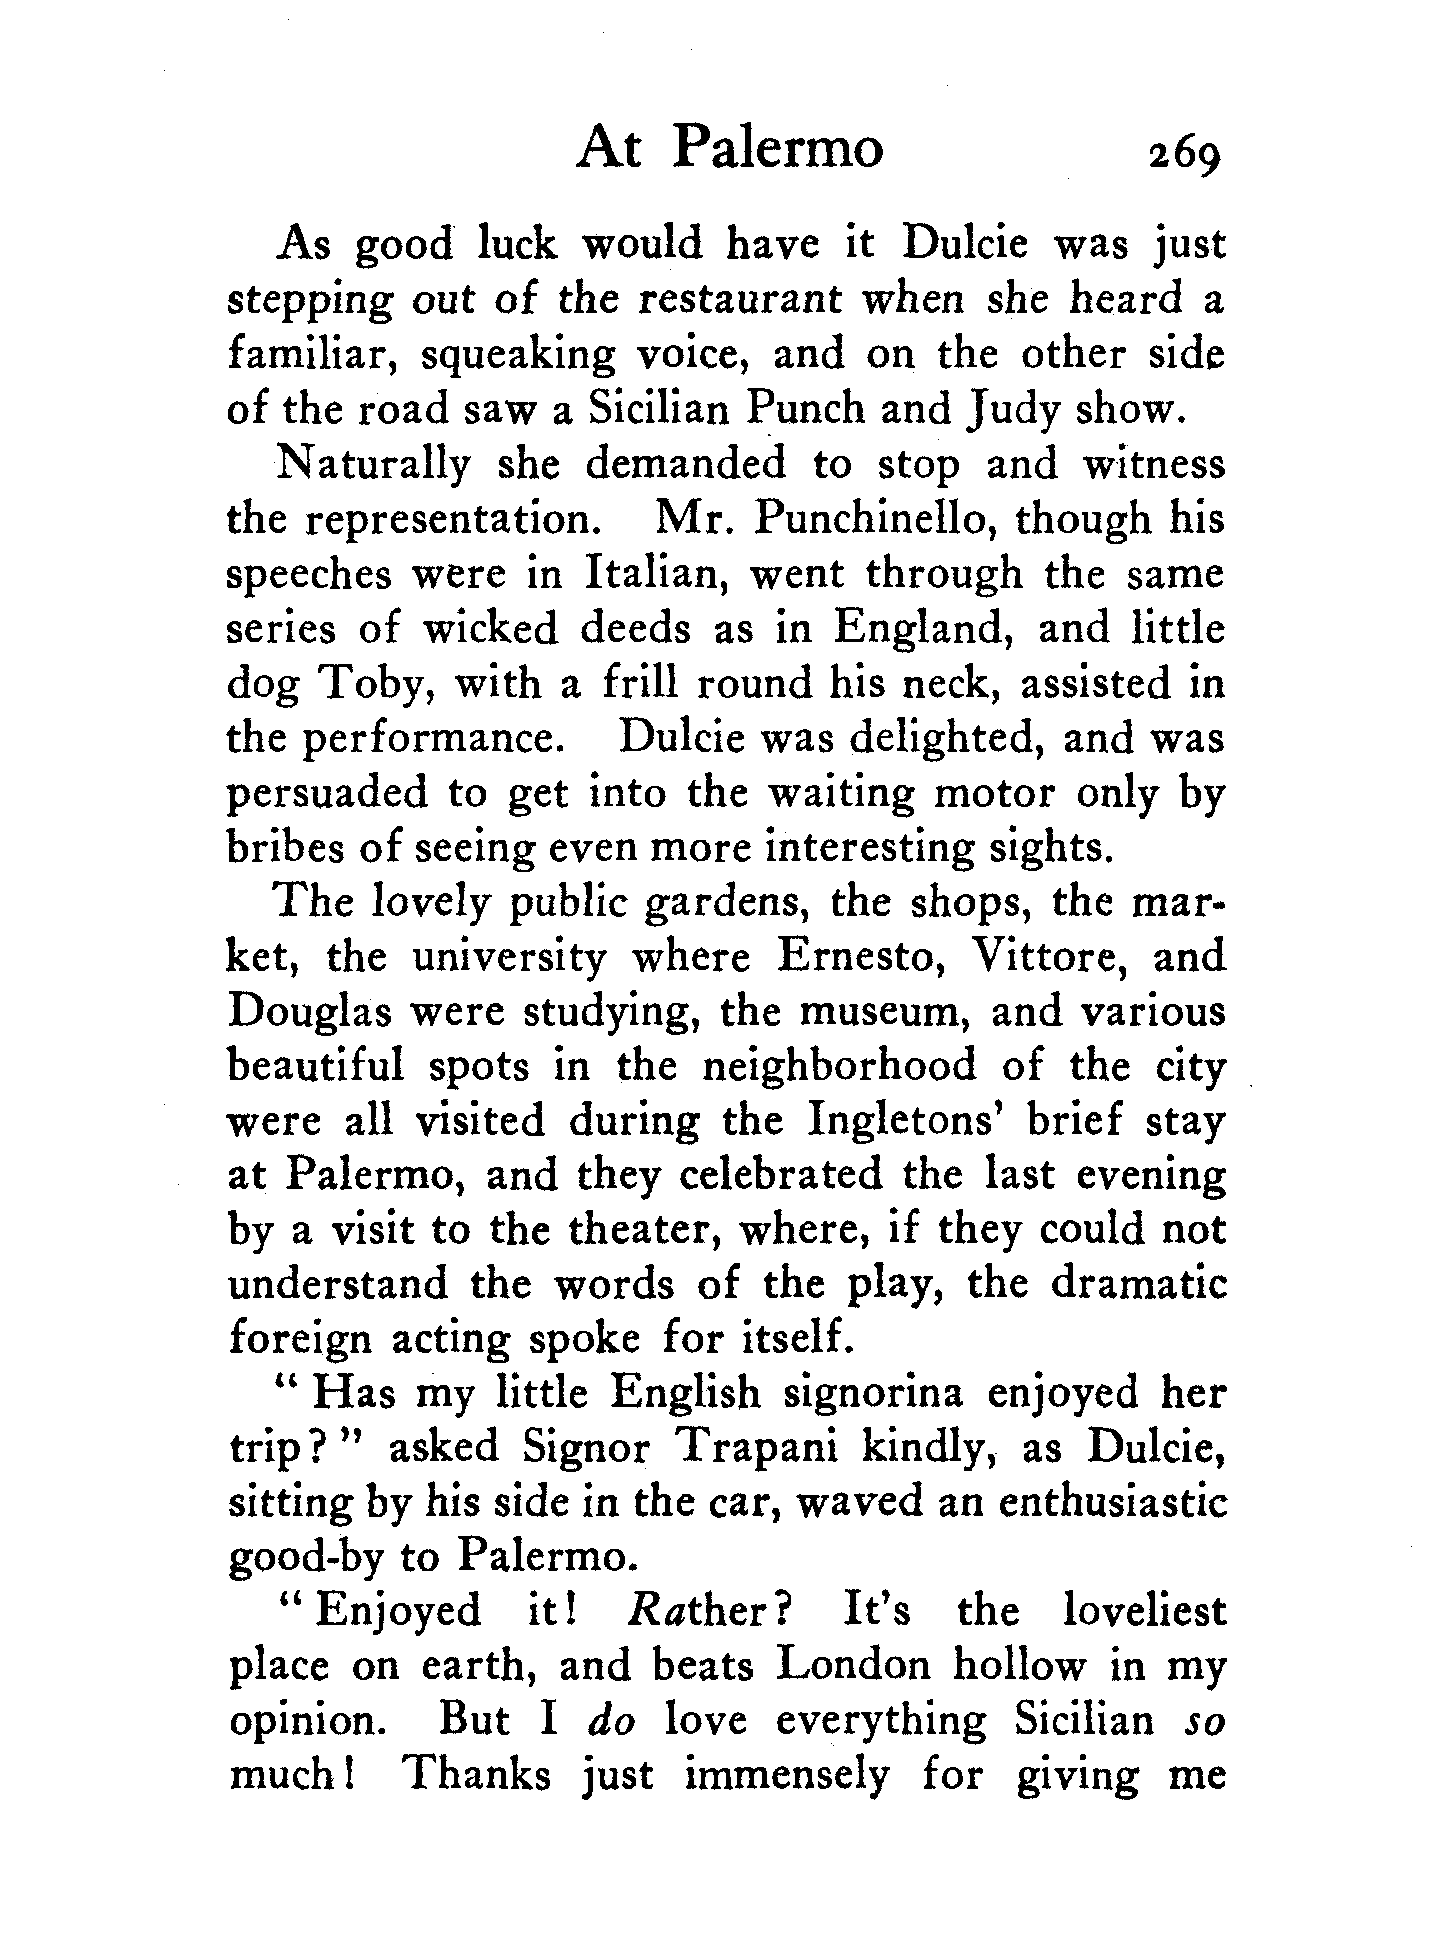 At Palermo 269
As good luck would have it Dulcie was just
stepping out of the restaurant when she heard a
familiar, squeaking voice, and on the other side
of the road saw a Sicilian Punch and Judy show.
Naturally she demanded to stop and witness
the representation. Mr. Punchinello, though his
speeches were in Italian, went through the same
series of wicked deeds as in England, and little
dog Toby, with a frill round his neck, assisted in
the performance. Dulcie was delighted, and was
persuaded to get into the waiting motor only by
bribes of seeing even more interesting sights.
The lovely public gardens, the shops, the mar-
ket, the university where Ernesto, Vittore, and
Douglas were studying, the museum, and various
beautiful spots in the neighborhood of the city
were all visited during the Ingletons' brief stay
at Palermo, and they celebrated the last evening
by a visit to the theater, where, if they could not
understand the words of the play, the dramatic
foreign acting spoke for itself.
"Has my little English signorina enjoyed her
trip?" asked Signor Trapani kindly, as Dulcie,
sitting by his side in the car, waved an enthusiastic
good-by to Palermo.
"Enjoyed it! Rather? It's the loveliest
place on earth, and beats London hollow in my
opinion. But I do love everything Sicilian so
much! Thanks just immensely for giving me